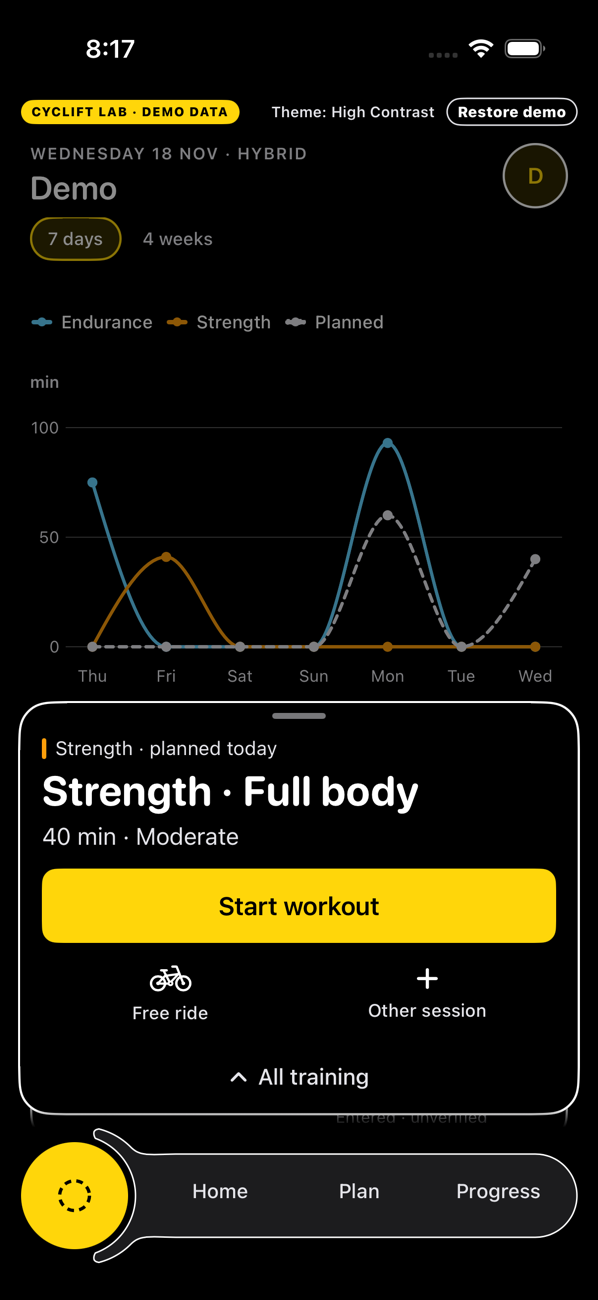 8:17
CYCLIFT LAB · DEMO DATA Theme: High Contrast Restore demo
WEDNESDAY 18 NOV · HYBRID
Demo
D
7 days 4 weeks
Endurance Strength Planned
min
100
50
0
Thu Fri Sat Sun Mon Tue Wed
Strength · planned today
Strength · Full body
40 min · Moderate
Start workout
Free ride Other session
All training
Entered · unverified
Home Plan Progress